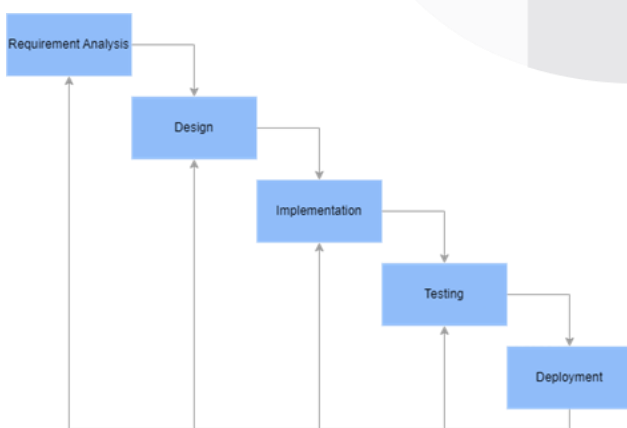 Requirement Analysis
Design
Implementation
Testing
Deployment